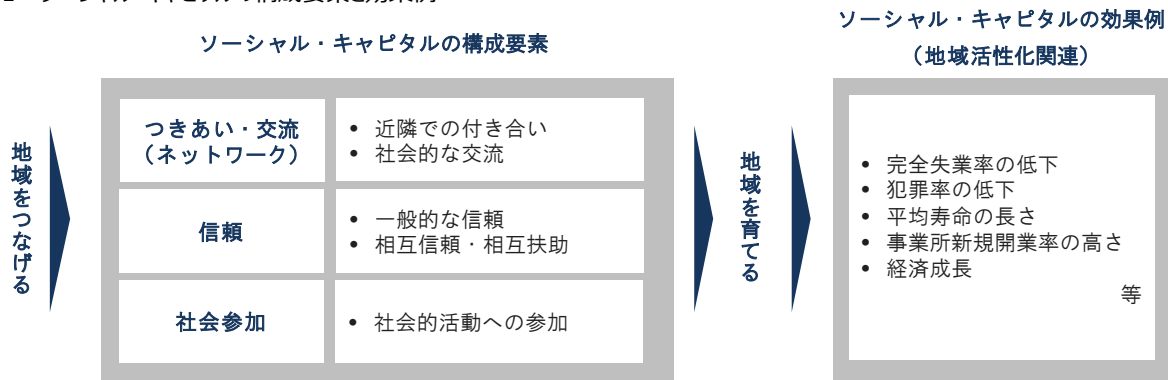 ソーシャル・キャピタルの構成要素
ソーシャル・キャピタルの効果例
（地域活性化関連）
地域をつなげる
つきあい・交流
（ネットワーク）
• 近隣での付き合い
• 社会的な交流
信頼
• 一般的な信頼
• 相互信頼・相互扶助
社会参加
• 社会的活動への参加
地域を育てる
• 完全失業率の低下
• 犯罪率の低下
• 平均寿命の長さ
• 事業所新規開業率の高さ
• 経済成長
等